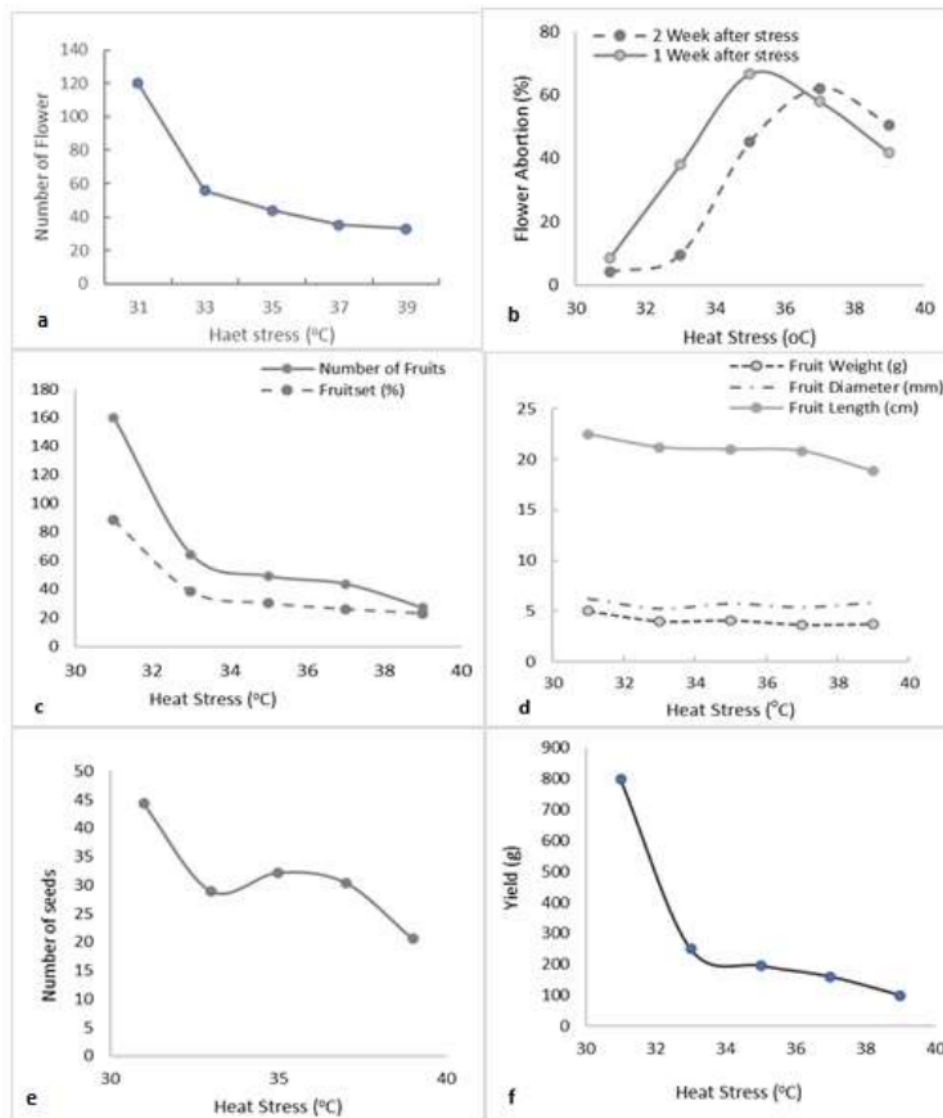 140
120
100
80
60
40
20
0
Number of Flower
31 33 35 37 39
Haet stress (ºC)
a
80
60
40
20
0
Flower Abortion (%)
2 Week after stress
1 Week after stress
30 32 34 36 38 40
Heat Stress (oC)
b
Number of Fruits
Fruitset (%)
180
160
140
120
100
80
60
40
20
0
30 32 34 36 38 40
Heat Stress (ºC)
c
Fruit Weight (g)
Fruit Diameter (mm)
Fruit Length (cm)
25
20
15
10
5
0
30 32 34 36 38 40
Heat Stress (ºC)
d
50
45
40
35
30
25
20
15
10
5
0
Number of seeds
30 35 40
Heat Stress (ºC)
e
900
800
700
600
500
400
300
200
100
0
Yield (g)
30 32 34 36 38 40
Heat Stress (ºC)
f